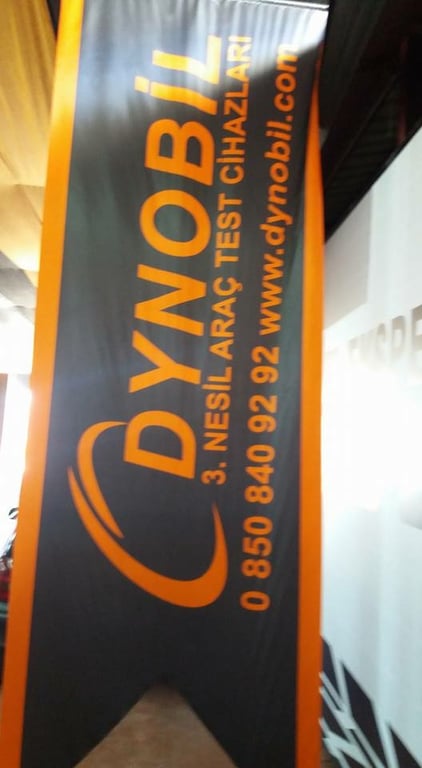 DYNOBİL
3. NESİL ARAÇ TEST CİHAZLARI
0 850 840 92 92 www.dynobil.com